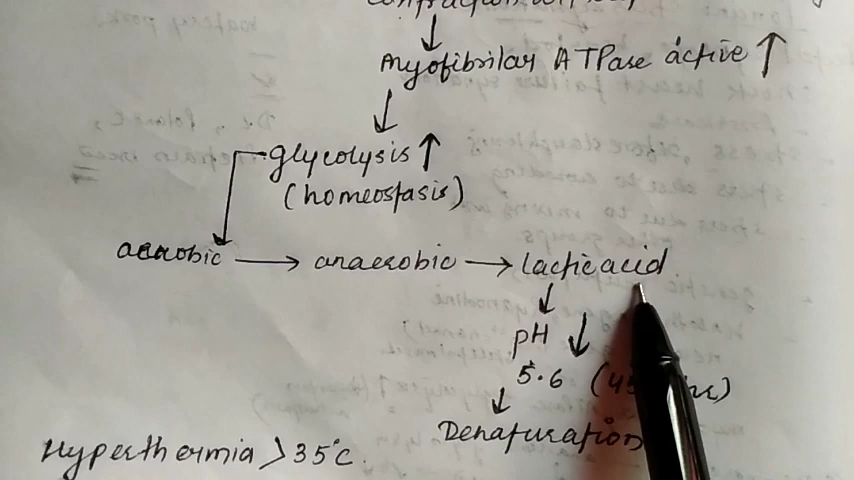 Myofibrilar ATPase active ↑
glycolysis ↑
(homeostasis)
aerobic → anaerobic → lactic acid
pH ↓
5.6
Denaturation
Hyperthermia > 35°C.